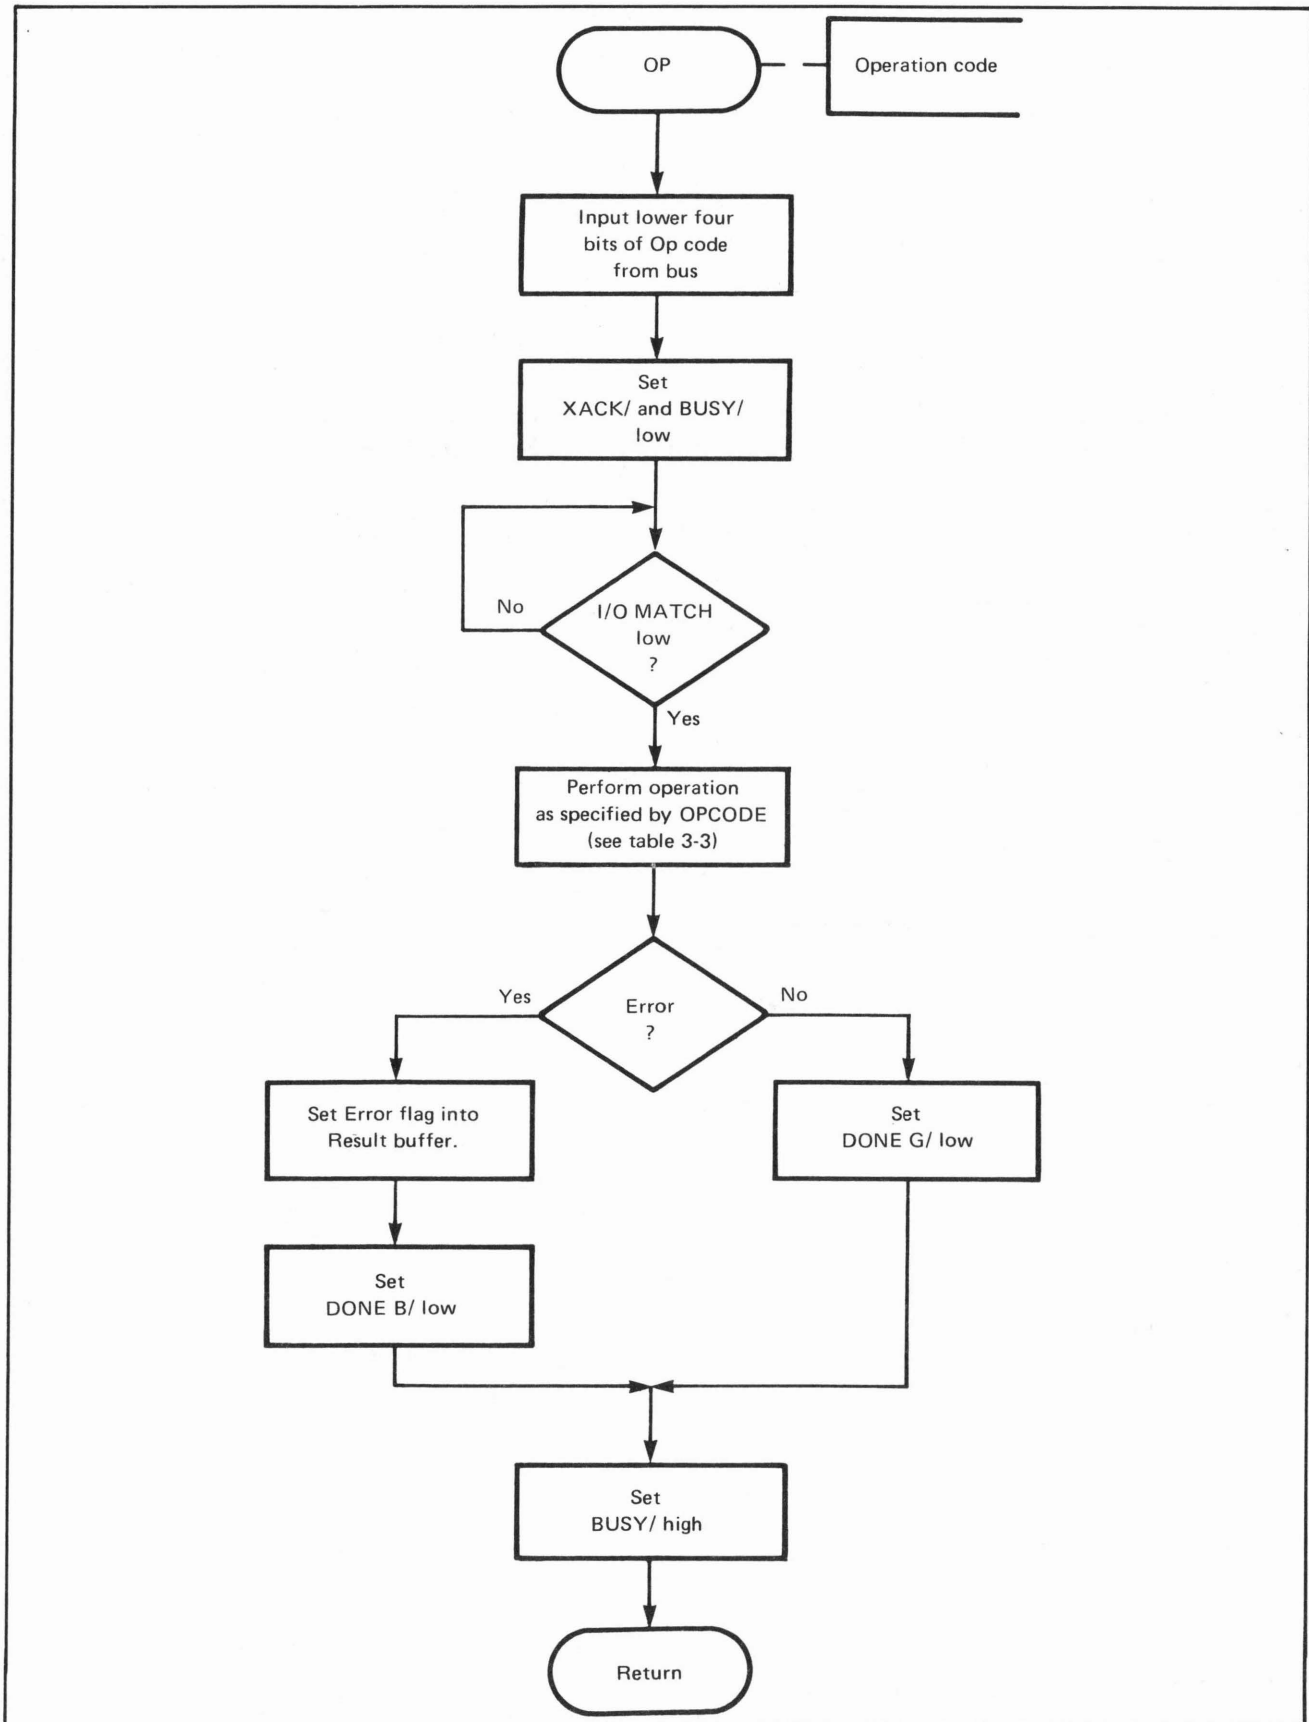 OP
Operation code
Input lower four
bits of Op code
from bus
Set
XACK/ and BUSY/
low
I/O MATCH
low
?
No
Yes
Perform operation
as specified by OPCODE
(see table 3-3)
Error
?
Yes
No
Set Error flag into
Result buffer.
Set
DONE G/ low
Set
DONE B/ low
Set
BUSY/ high
Return